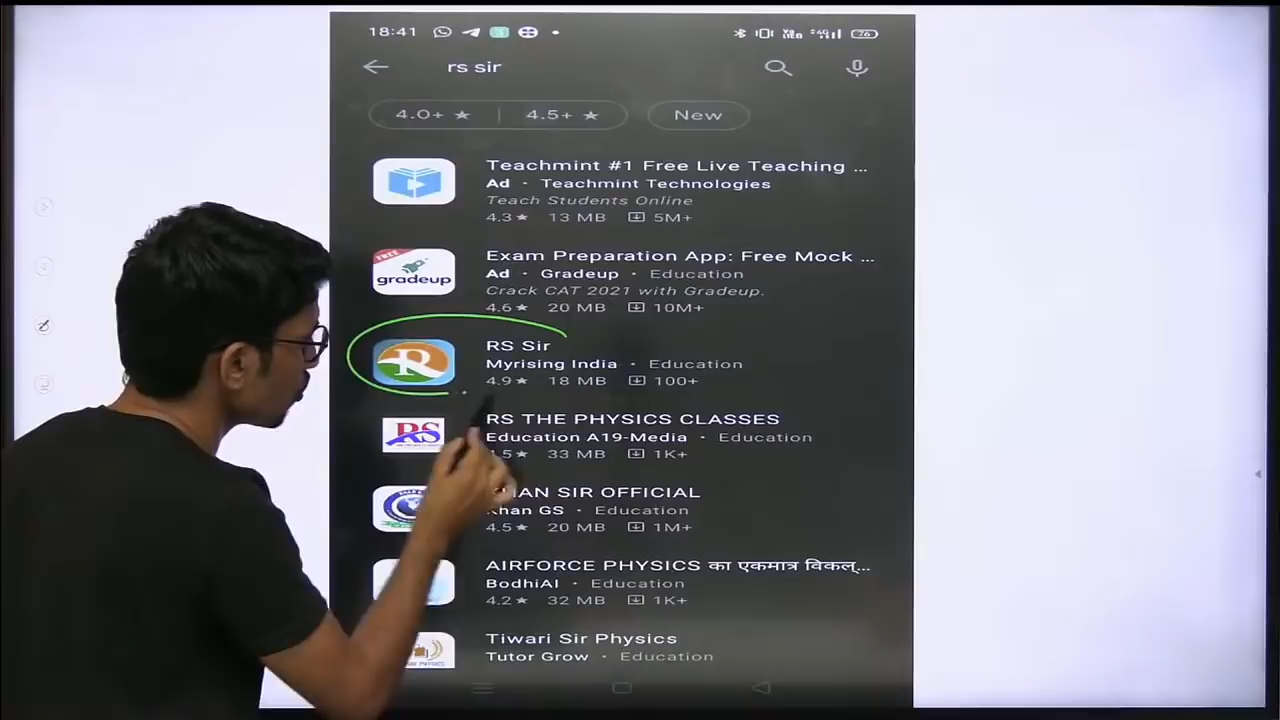 18:41
76
rs sir
4.0+ ★ 4.5+ ★ New
Teachmint #1 Free Live Teaching ...
Ad · Teachmint Technologies
Teach Students Online
4.3★ 13 MB 5M+
FREE
gradeup
Exam Preparation App: Free Mock ...
Ad · Gradeup · Education
Crack CAT 2021 with Gradeup.
4.6★ 20 MB 10M+
R
RS Sir
Myrising India · Education
4.9★ 18 MB 100+
RS
RS THE PHYSICS CLASSES
Education A19-Media · Education
33 MB 1K+
SIR OFFICIAL
Khan GS · Education
4.5★ 20 MB 1M+
AIRFORCE PHYSICS का एकमात्र विकल्...
BodhiAI · Education
4.2★ 32 MB 1K+
Tiwari Sir Physics
Tutor Grow · Education